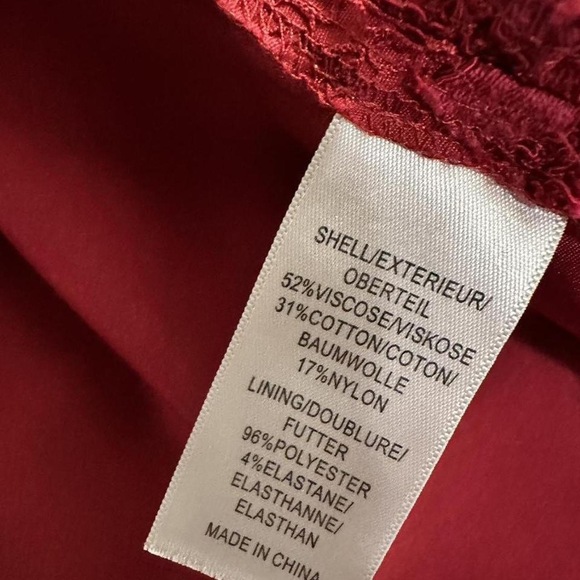 SHELL/EXTERIEUR/
OBERTEIL
52%VISCOSE/VISKOSE
31%COTTON/COTON/
BAUMWOLLE
17%NYLON
LINING/DOUBLURE/
FUTTER
96%POLYESTER
4%ELASTANE/
ELASTHANNE/
ELASTHAN
MADE IN CHINA